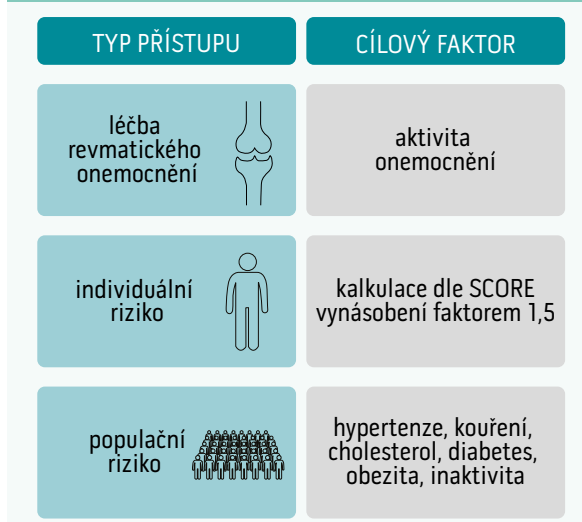 TYP PŘÍSTUPU
CÍLOVÝ FAKTOR
léčba
revmatického
onemocnění
aktivita
onemocnění
individuální
riziko
kalkulace dle SCORE
vynásobení faktorem 1,5
populační
riziko
hypertenze, kouření,
cholesterol, diabetes,
obezita, inaktivita